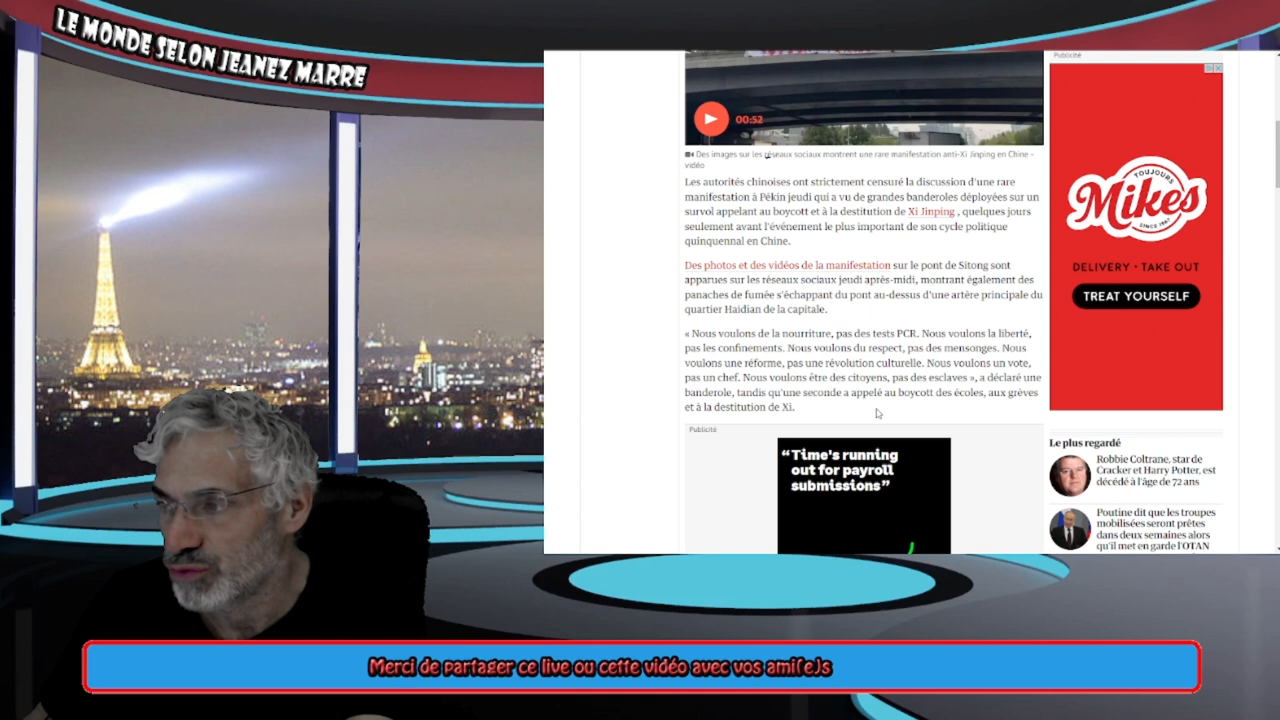 LE MONDE SELON JEANEZ MARRE
00:52
Des images sur les réseaux sociaux montrent une rare manifestation anti-Xi Jinping en Chine -
vidéo
Les autorités chinoises ont strictement censuré la discussion d'une rare
manifestation à Pékin jeudi qui a vu de grandes banderoles déployées sur un
survol appelant au boycott et à la destitution de Xi Jinping , quelques jours
seulement avant l'événement le plus important de son cycle politique
quinquennal en Chine.
Des photos et des vidéos de la manifestation sur le pont de Sitong sont
apparues sur les réseaux sociaux jeudi après-midi, montrant également des
panaches de fumée s'échappant du pont au-dessus d'une artère principale du
quartier Haidian de la capitale.
« Nous voulons de la nourriture, pas des tests PCR. Nous voulons la liberté,
pas les confinements. Nous voulons du respect, pas des mensonges. Nous
voulons une réforme, pas une révolution culturelle. Nous voulons un vote,
pas un chef. Nous voulons être des citoyens, pas des esclaves », a déclaré une
banderole, tandis qu'une seconde a appelé au boycott des écoles, aux grèves
et à la destitution de Xi.
Publicité
“Time's running
out for payroll
submissions”
Publicité
TOUJOURS
Mikes
SINCE 1967
DELIVERY · TAKE OUT
TREAT YOURSELF
Le plus regardé
Robbie Coltrane, star de
Cracker et Harry Potter, est
décédé à l'âge de 72 ans
Poutine dit que les troupes
mobilisées seront prêtes
dans deux semaines alors
qu'il met en garde l'OTAN
Merci de partager ce live ou cette vidéo avec vos ami(e)s